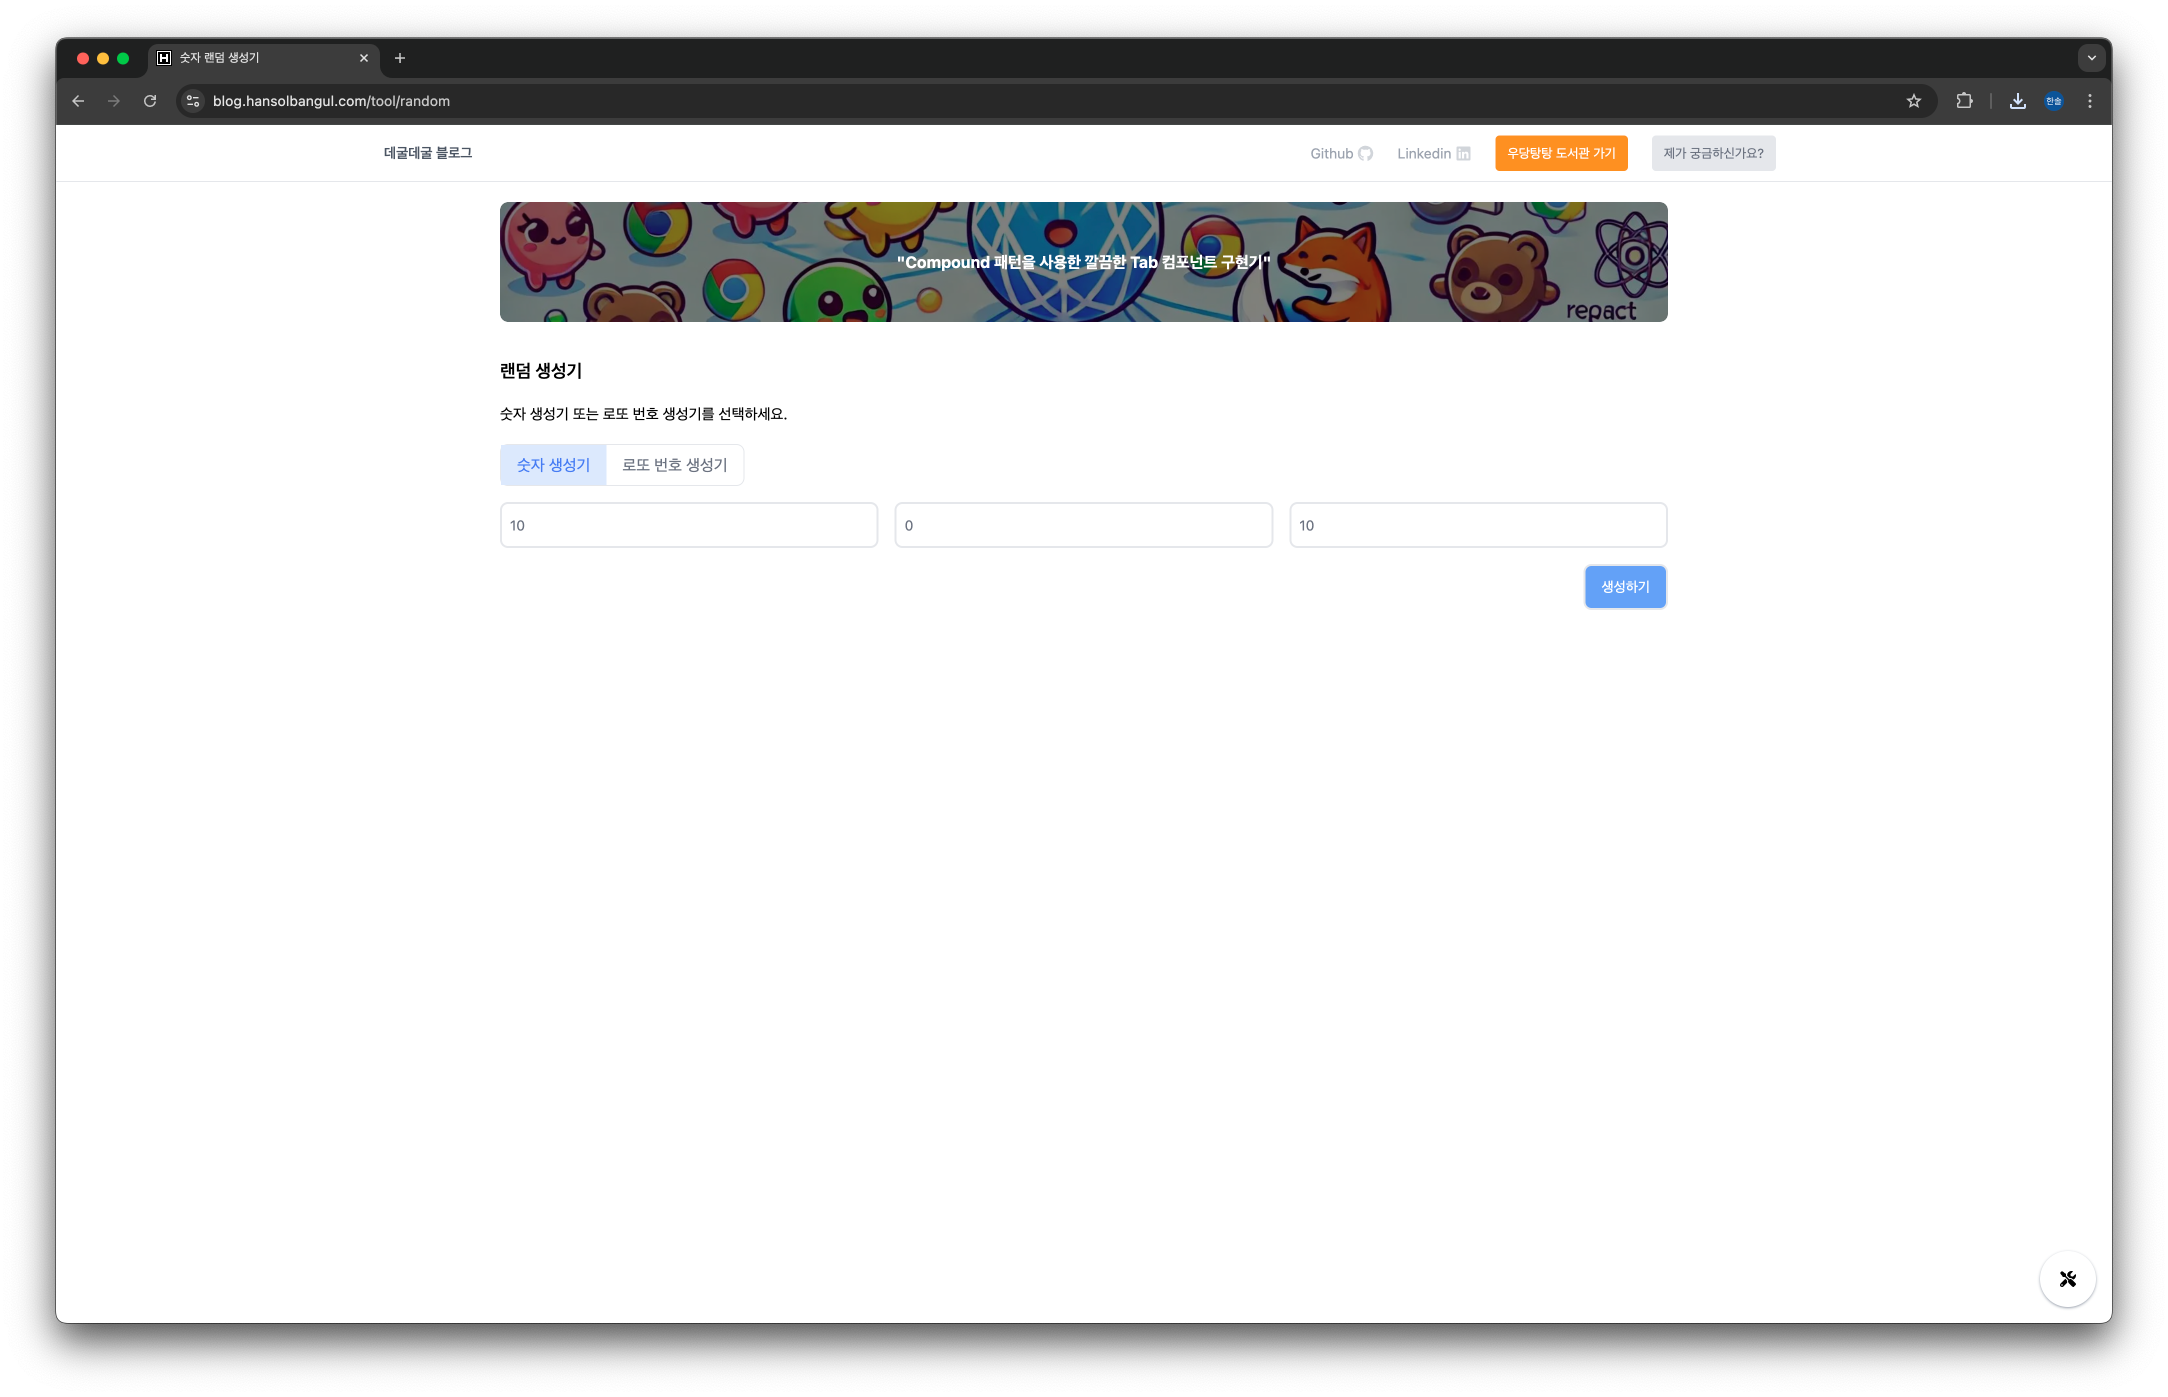 숫자 랜덤 생성기
blog.hansolbangul.com/tool/random
한솔
데굴데굴 블로그
Github
Linkedin
우당탕탕 도서관 가기
제가 궁금하신가요?
"Compound 패턴을 사용한 깔끔한 Tab 컴포넌트 구현기"
repact
랜덤 생성기
숫자 생성기 또는 로또 번호 생성기를 선택하세요.
숫자 생성기
로또 번호 생성기
10
0
10
생성하기